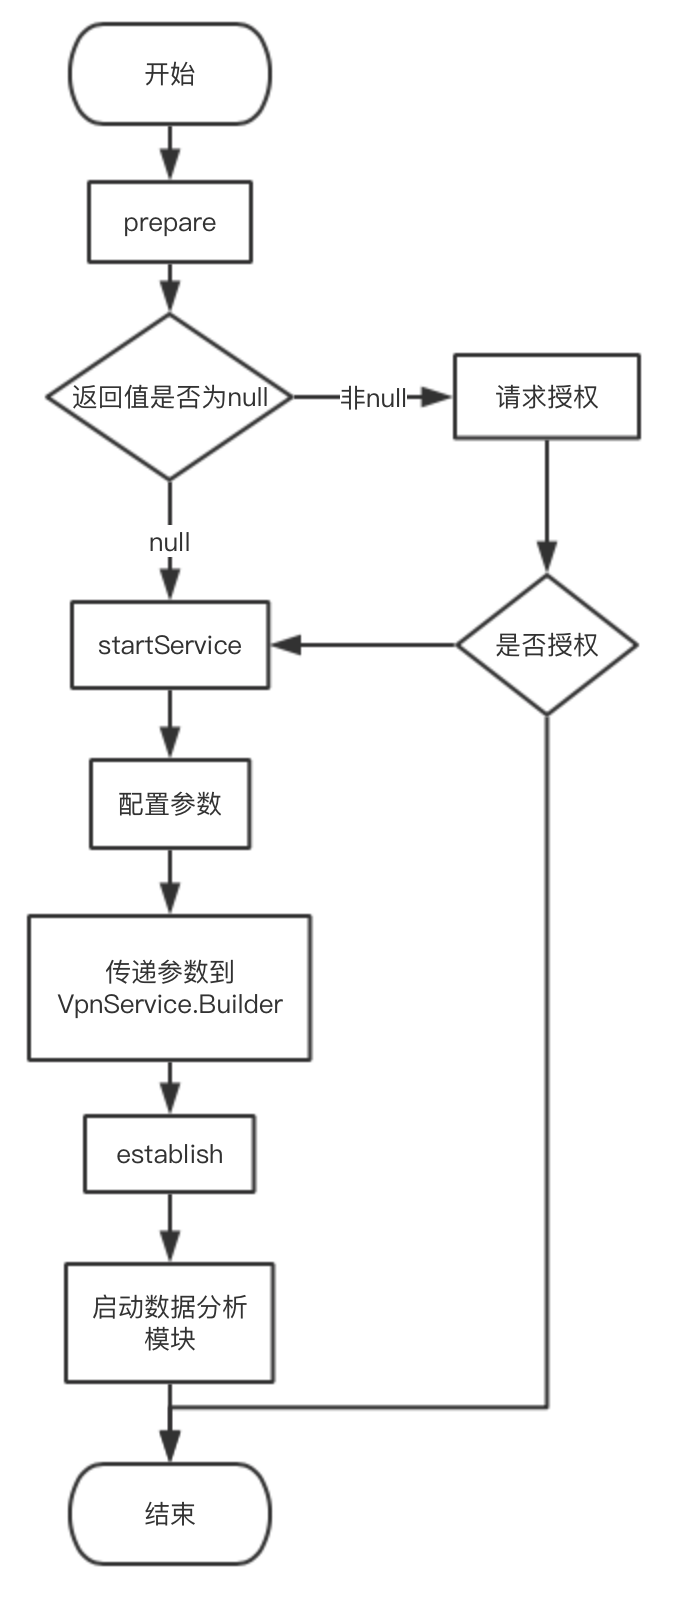 开始
prepare
返回值是否为null
非null
请求授权
null
startService
是否授权
配置参数
传递参数到
VpnService.Builder
establish
启动数据分析
模块
结束